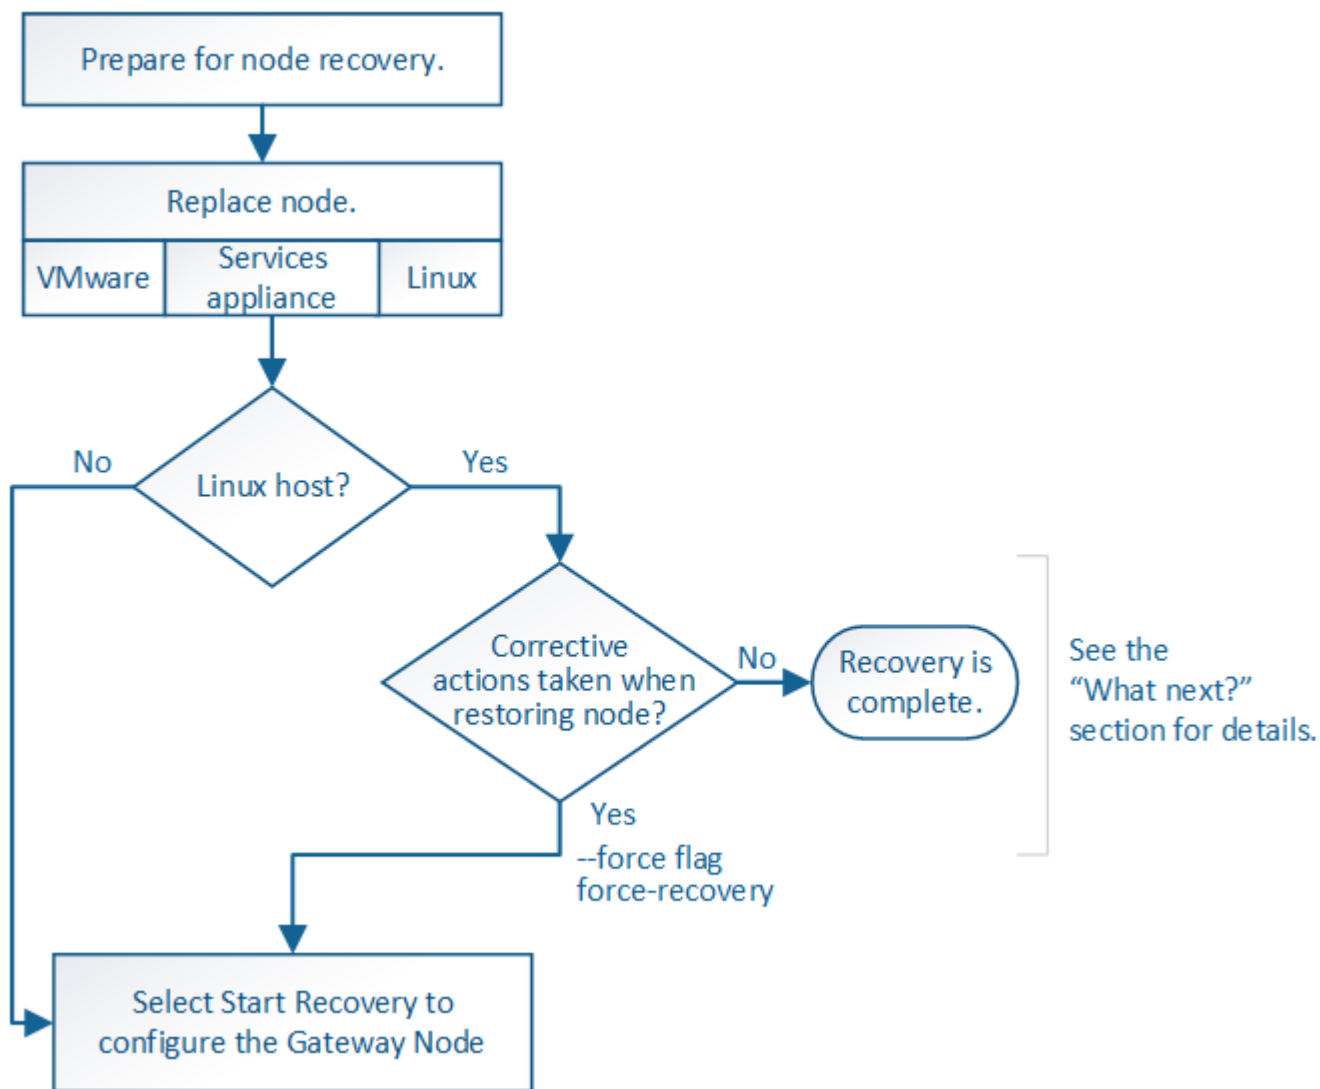 Prepare for node recovery.
Replace node.
VMware
Services
appliance
Linux
No
Linux host?
Yes
Corrective
actions taken when
restoring node?
No
Recovery is
complete.
See the
“What next?”
section for details.
Yes
--force flag
force-recovery
Select Start Recovery to
configure the Gateway Node